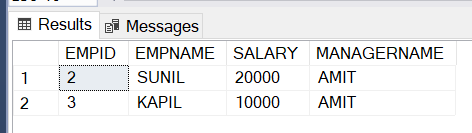 Results Messages
EMPID EMPNAME SALARY MANAGERNAME
1 2 SUNIL 20000 AMIT
2 3 KAPIL 10000 AMIT